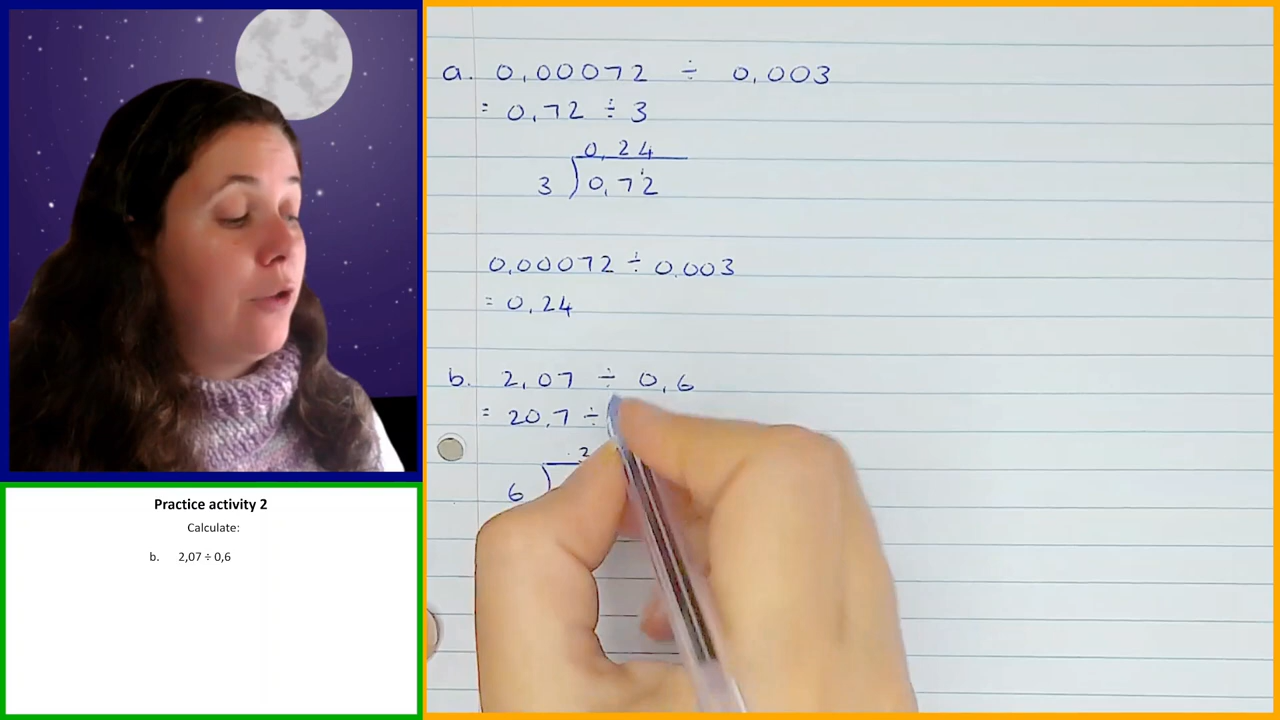 Practice activity 2
Calculate:
b. 2,07 ÷ 0,6
a. 0,00072 ÷ 0,003
= 0,72 ÷ 3
0,24
3 0,72
0,00072 ÷ 0.003
= 0,24
b. 2,07 ÷ 0,6
= 20,7 ÷
6